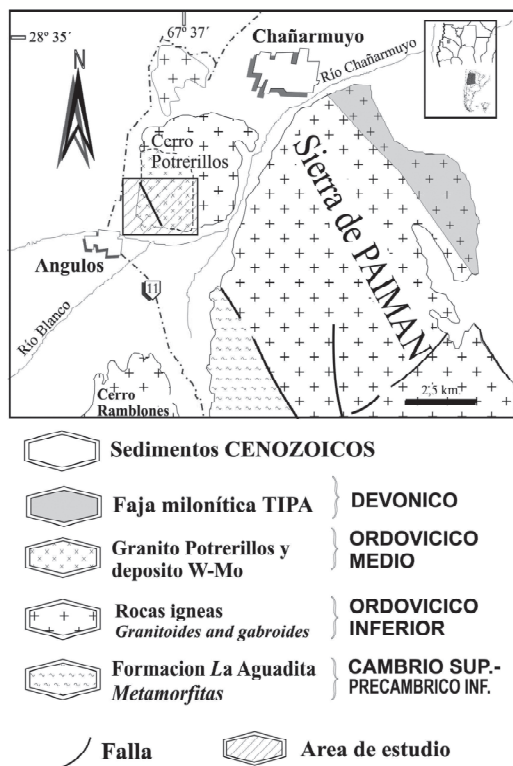 67º 37´
28º 35´
N
Chañarmuyo
Río Chañarmuyo
Cerro
Potrerillos
Sierra de PAIMAN
Angulos
11
Río Blanco
Cerro
Ramblones
2,5 km
Sedimentos CENOZOICOS
Faja milonítica TIPA } DEVONICO
Granito Potrerillos y
deposito W-Mo } ORDOVICICO
MEDIO
Rocas igneas
Granitoides and gabroides } ORDOVICICO
INFERIOR
Formacion La Aguadita
Metamorfitas } CAMBRIO SUP.-
PRECAMBRICO INF.
Falla
Area de estudio